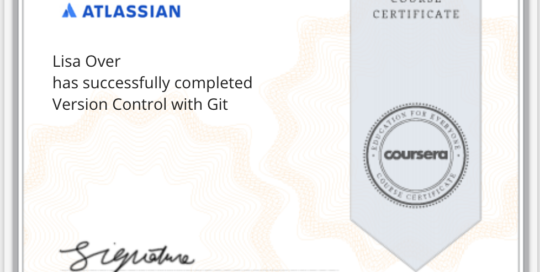 COURSE
CERTIFICATE
ATLASSIAN
Lisa Over
has successfully completed
Version Control with Git
EDUCATION FOR EVERYONE
coursera
COURSE CERTIFICATE
Signature